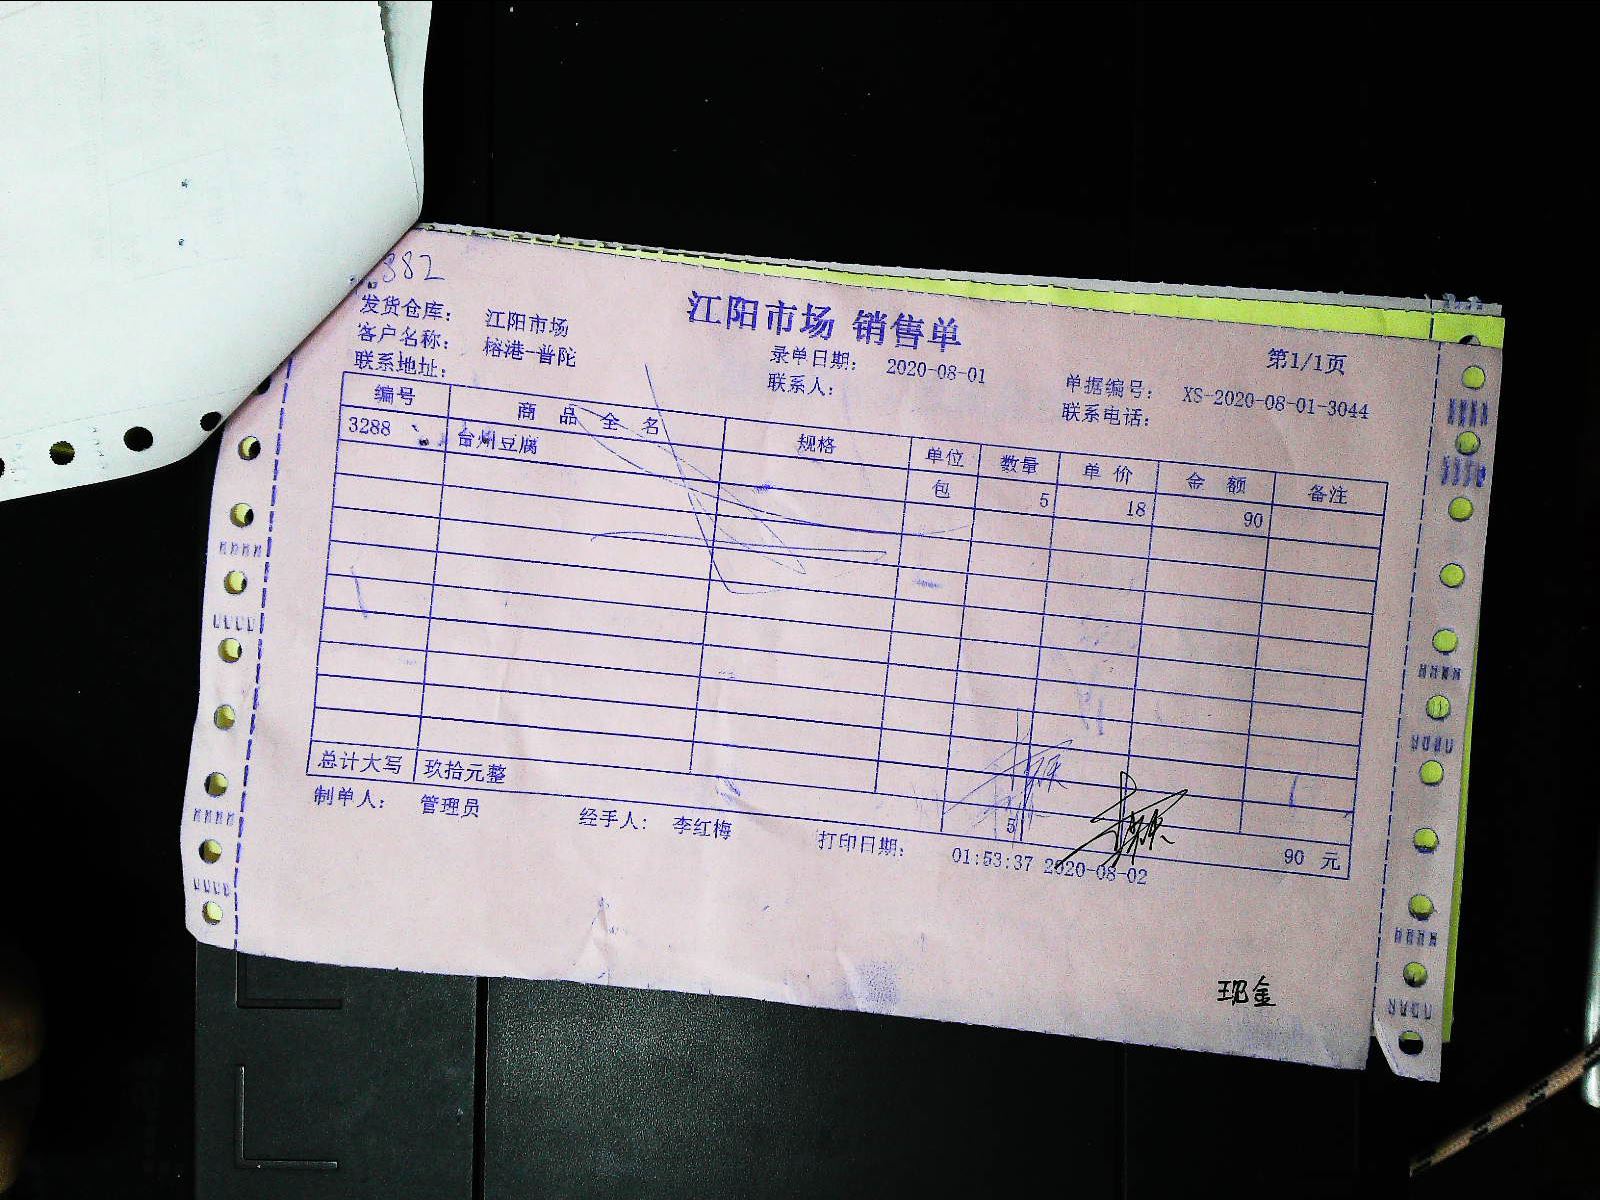 882
江阳市场 销售单
第1/1页
发货仓库: 江阳市场
录单日期: 2020-08-01
单据编号: XS-2020-08-01-3044
客户名称: 榕港-普陀
联系人:
联系电话:
联系地址:
编号 商品全名 规格 单位 数量 单价 金额 备注
3288 台州豆腐 包 5 18 90
5
总计大写 玖拾元整 90 元
制单人: 管理员 经手人: 李红梅 打印日期: 01:53:37 2020-08-02
现金